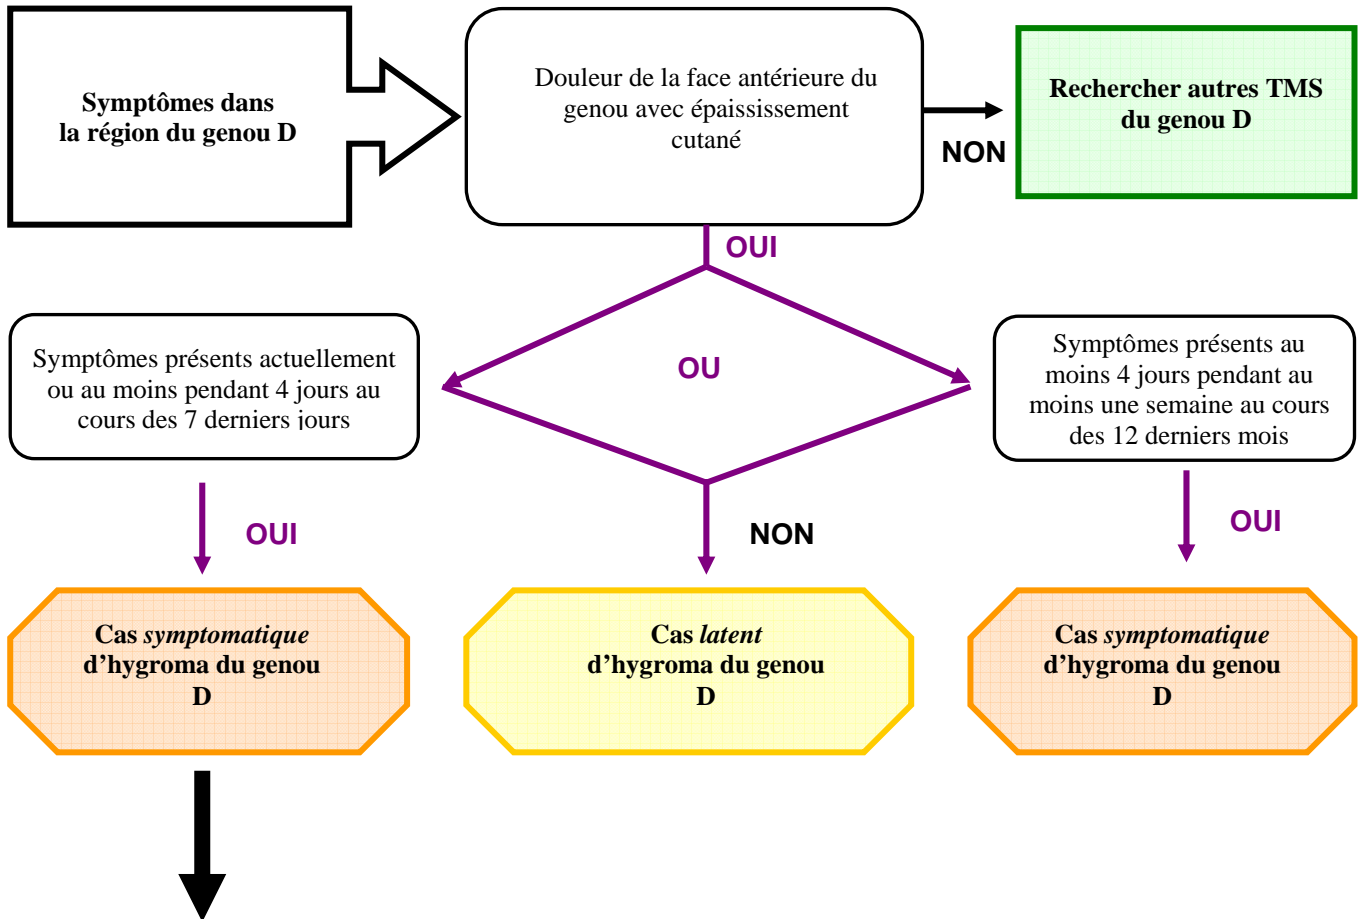 Symptômes dans
la région du genou D
Douleur de la face antérieure du
genou avec épaississement
cutané
NON
Rechercher autres TMS
du genou D
OUI
Symptômes présents actuellement
ou au moins pendant 4 jours au
cours des 7 derniers jours
OU
Symptômes présents au
moins 4 jours pendant au
moins une semaine au cours
des 12 derniers mois
OUI
NON
OUI
Cas symptomatique
d’hygroma du genou
D
Cas latent
d’hygroma du genou
D
Cas symptomatique
d’hygroma du genou
D